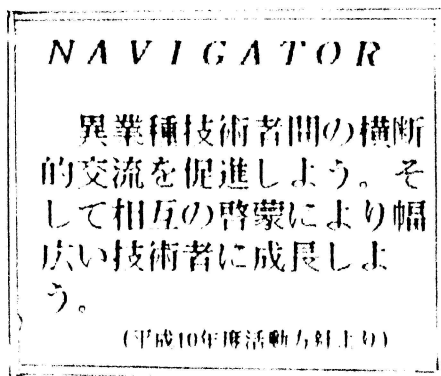 NAVIGATOR
異業種技術者間の横断
的交流を促進しよう。そ
して相互の啓蒙により幅
広い技術者に成長しよ
う。
(平成10年度活動方針より)